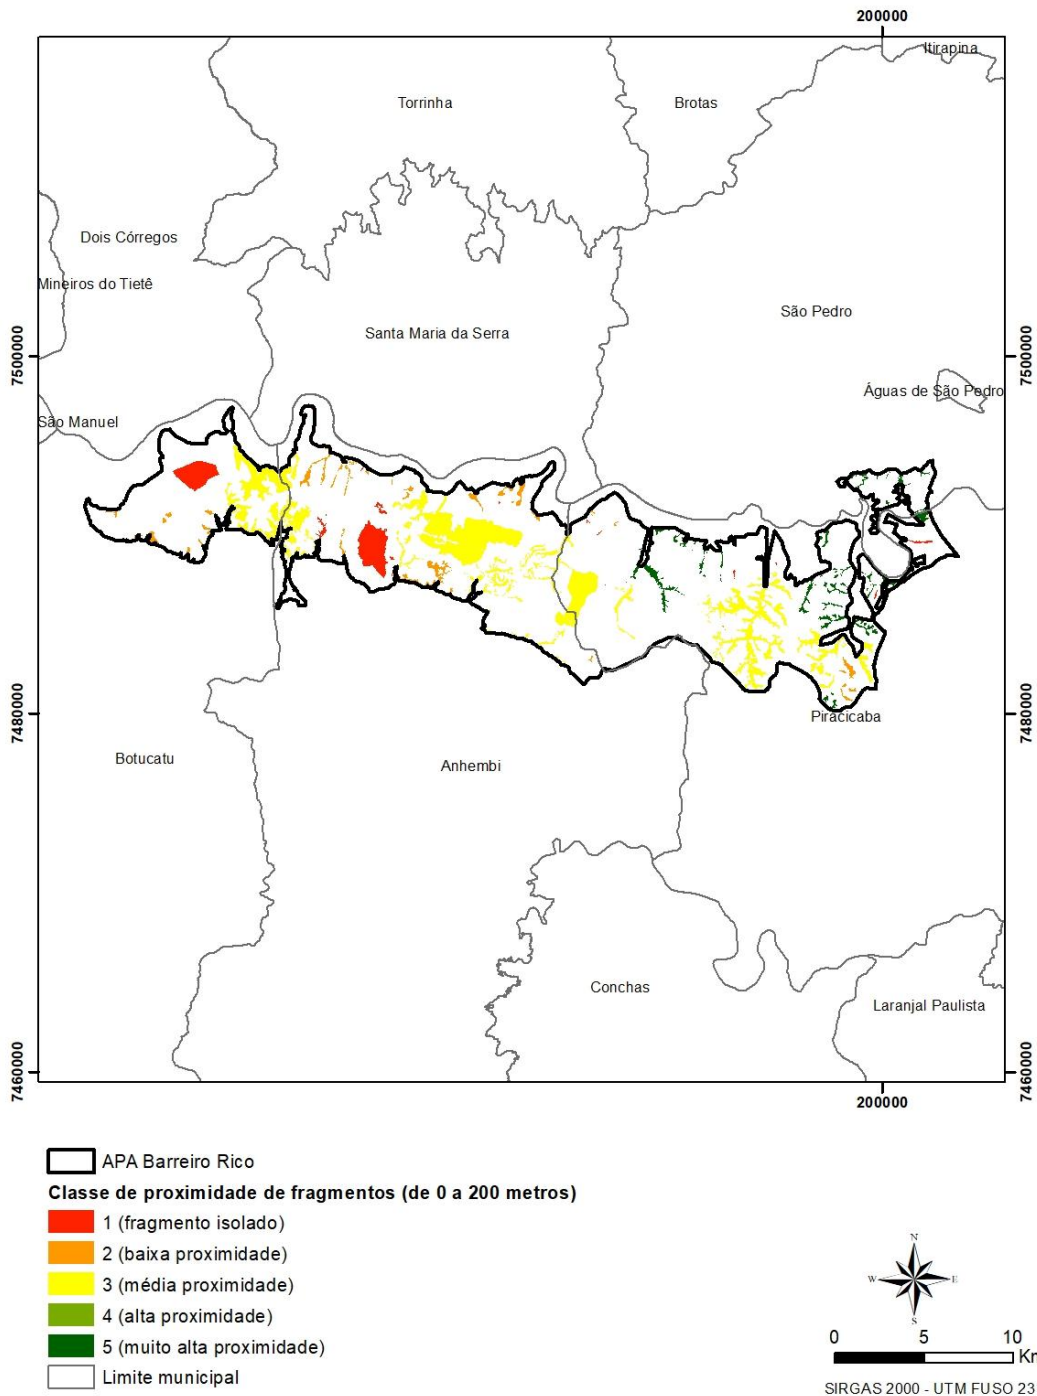 200000
Itirapina
Torrinha
Brotas
Dois Córregos
Mineiros do Tietê
São Pedro
Santa Maria da Serra
7500000
7500000
Águas de São Pedro
São Manuel
7480000
7480000
Piracicaba
Botucatu
Anhembi
Conchas
Laranjal Paulista
7460000
7460000
200000
APA Barreiro Rico
Classe de proximidade de fragmentos (de 0 a 200 metros)
1 (fragmento isolado)
2 (baixa proximidade)
3 (média proximidade)
4 (alta proximidade)
5 (muito alta proximidade)
Limite municipal
N
W E
S
0 5 10
Km
SIRGAS 2000 - UTM FUSO 23